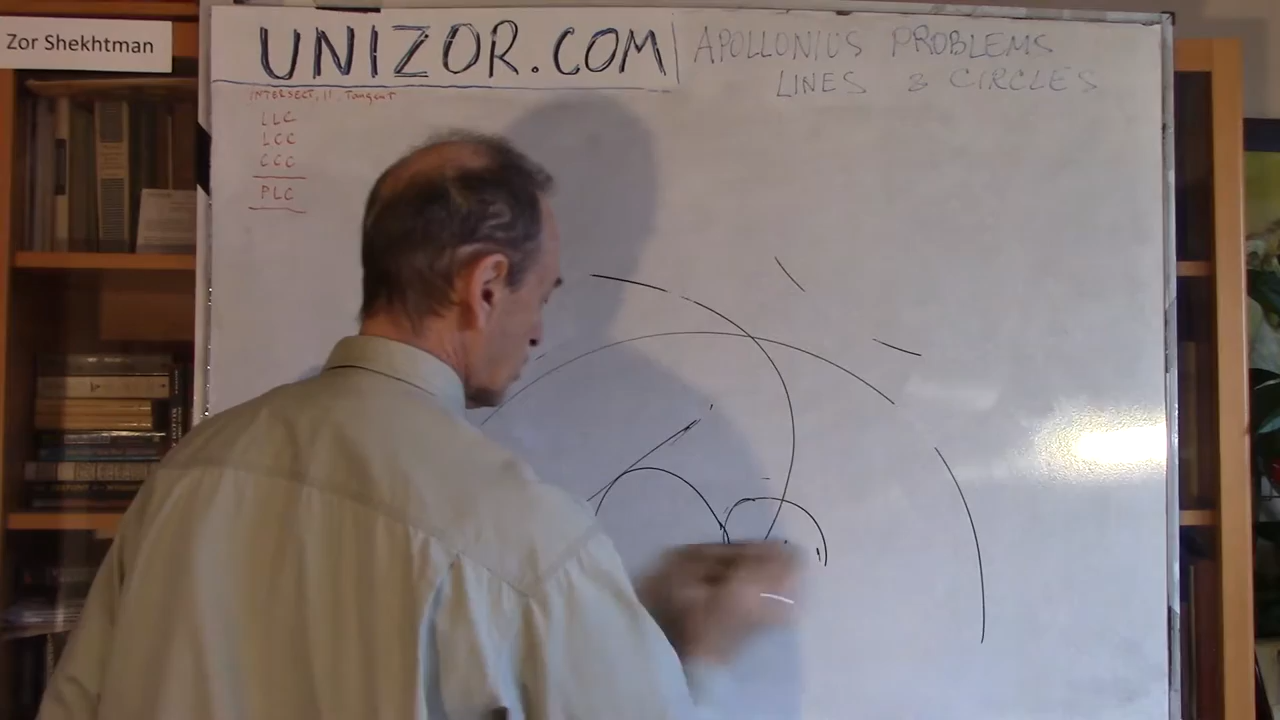 Zor Shekhtman
UNIZOR.COM
APOLLONIUS PROBLEMS
LINES & CIRCLES
INTERSECT, ||, Tangent
LLC
LCC
CCC
PLC